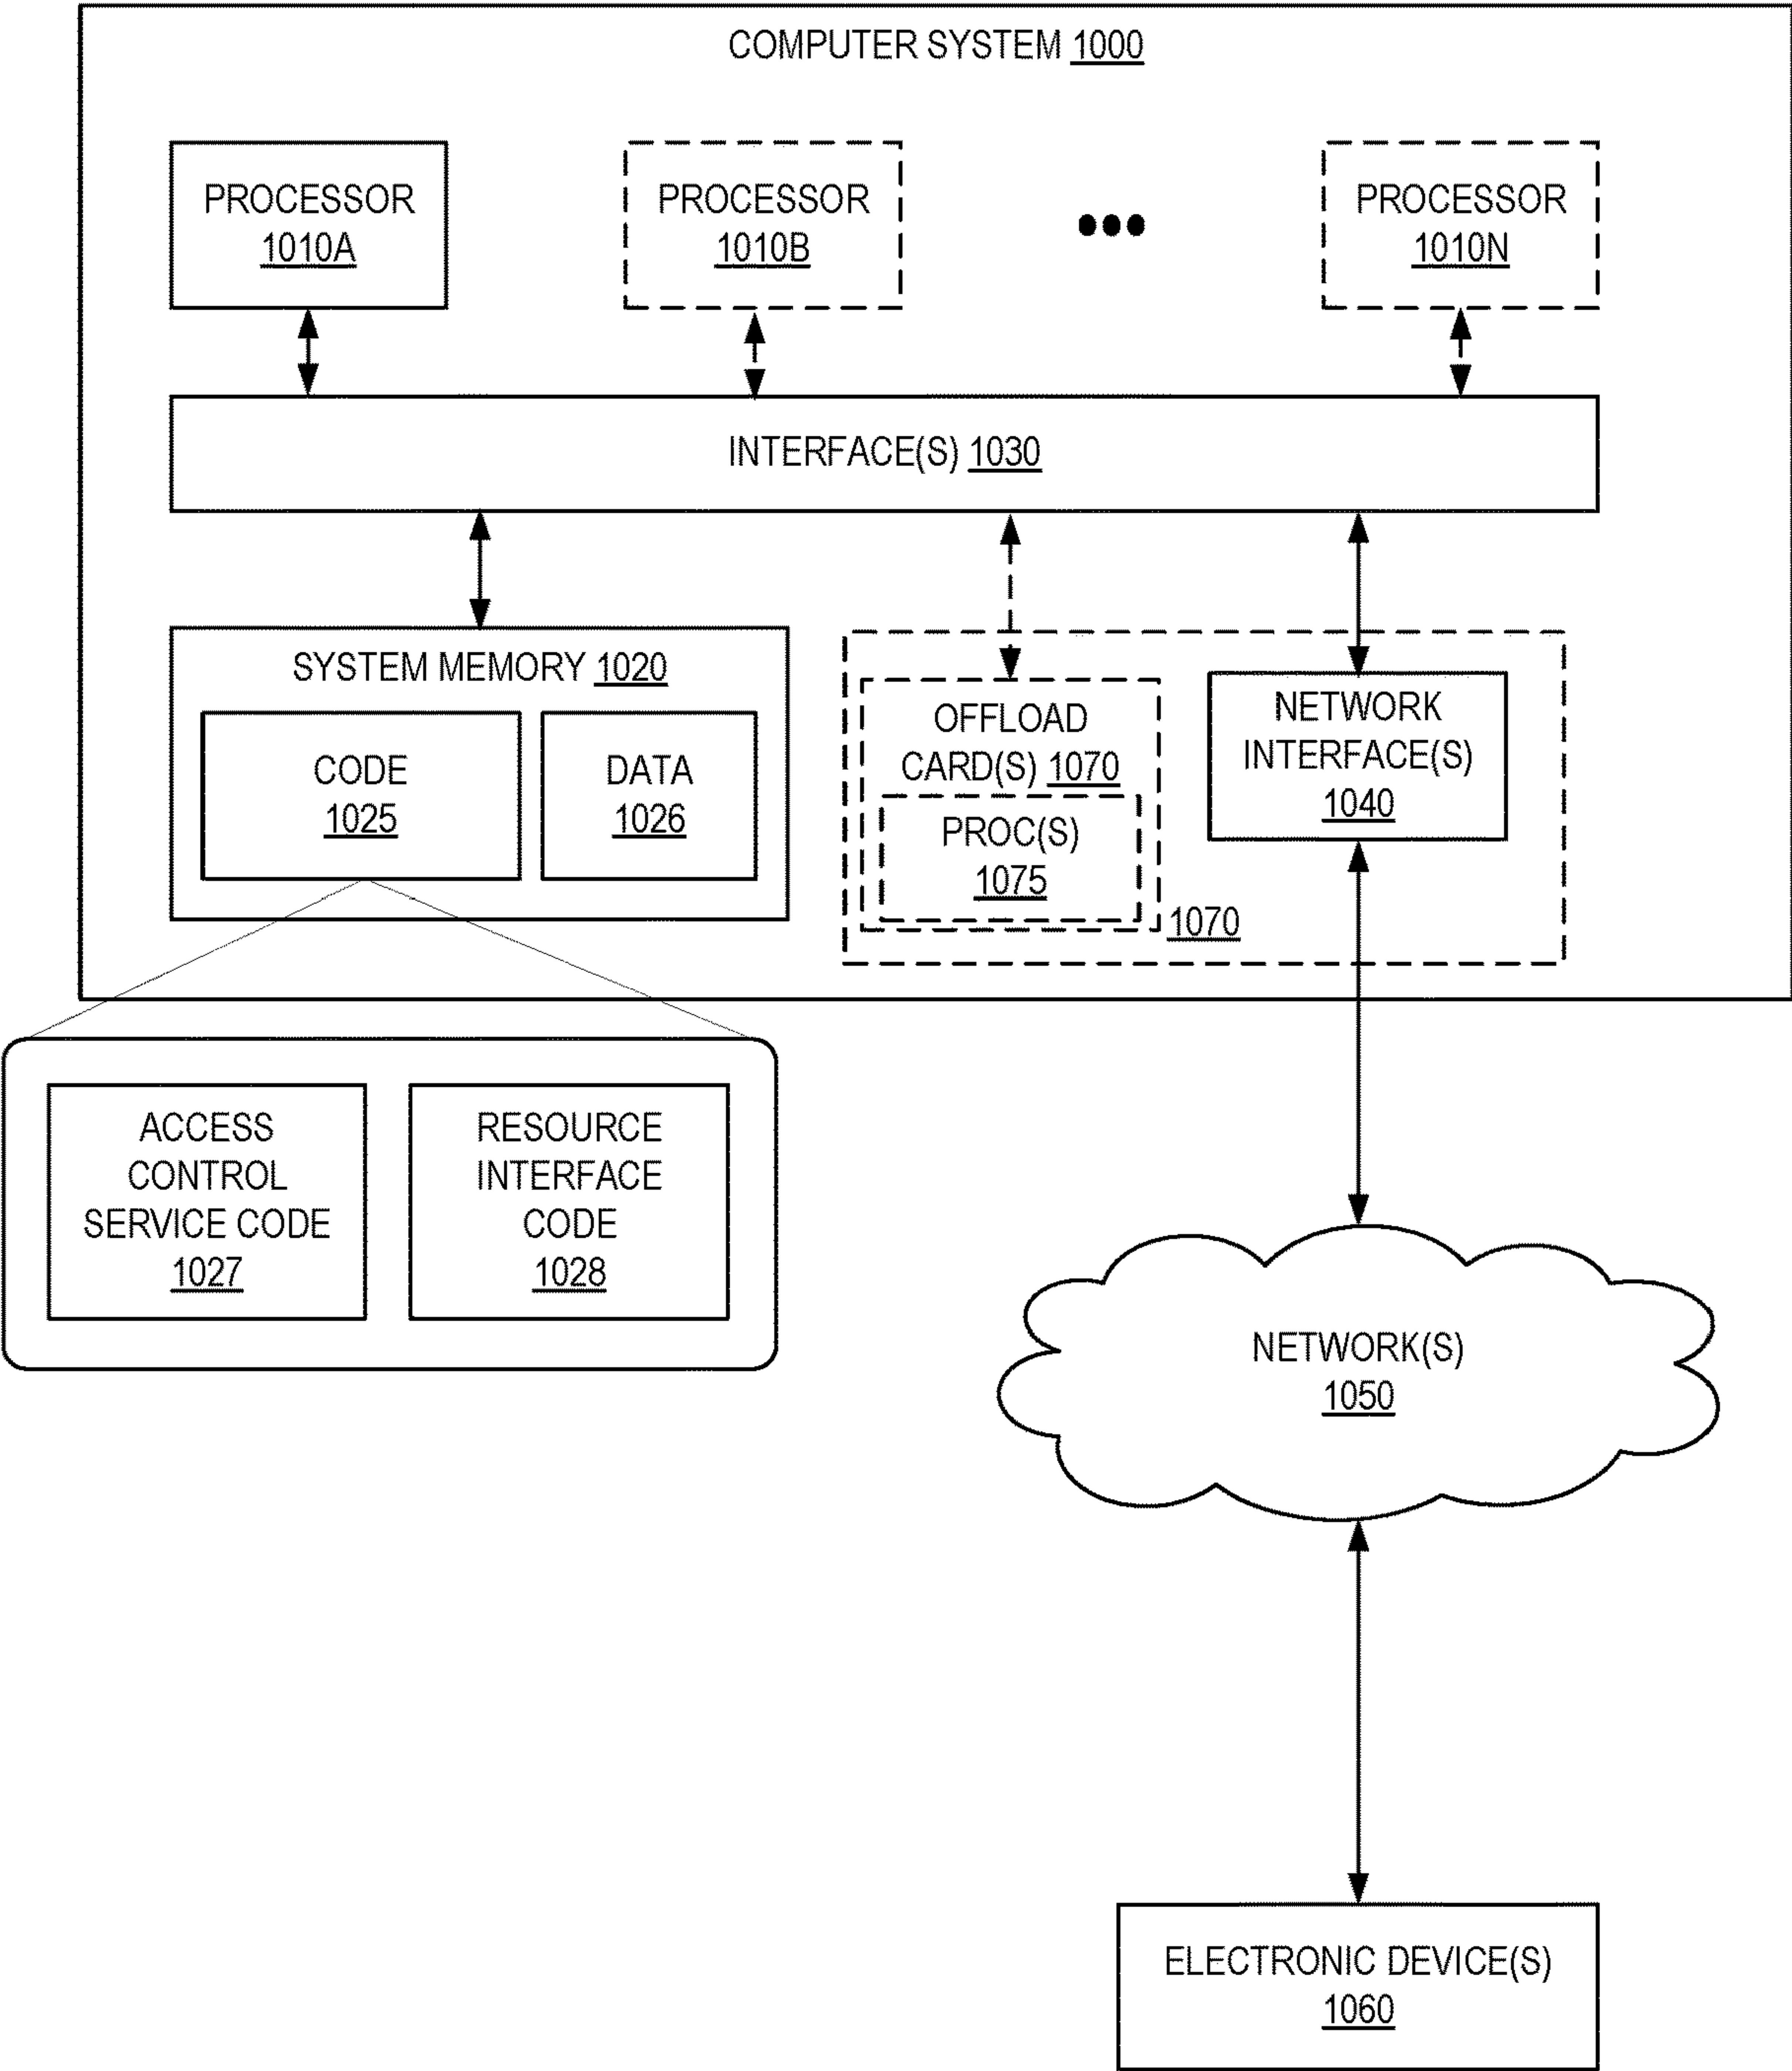 COMPUTER SYSTEM 1000
PROCESSOR
1010A
PROCESSOR
1010B
PROCESSOR
1010N
INTERFACE(S) 1030
SYSTEM MEMORY 1020
CODE
1025
DATA
1026
OFFLOAD
CARD(S) 1070
PROC(S)
1075
1070
NETWORK
INTERFACE(S)
1040
ACCESS
CONTROL
SERVICE CODE
1027
RESOURCE
INTERFACE
CODE
1028
NETWORK(S)
1050
ELECTRONIC DEVICE(S)
1060